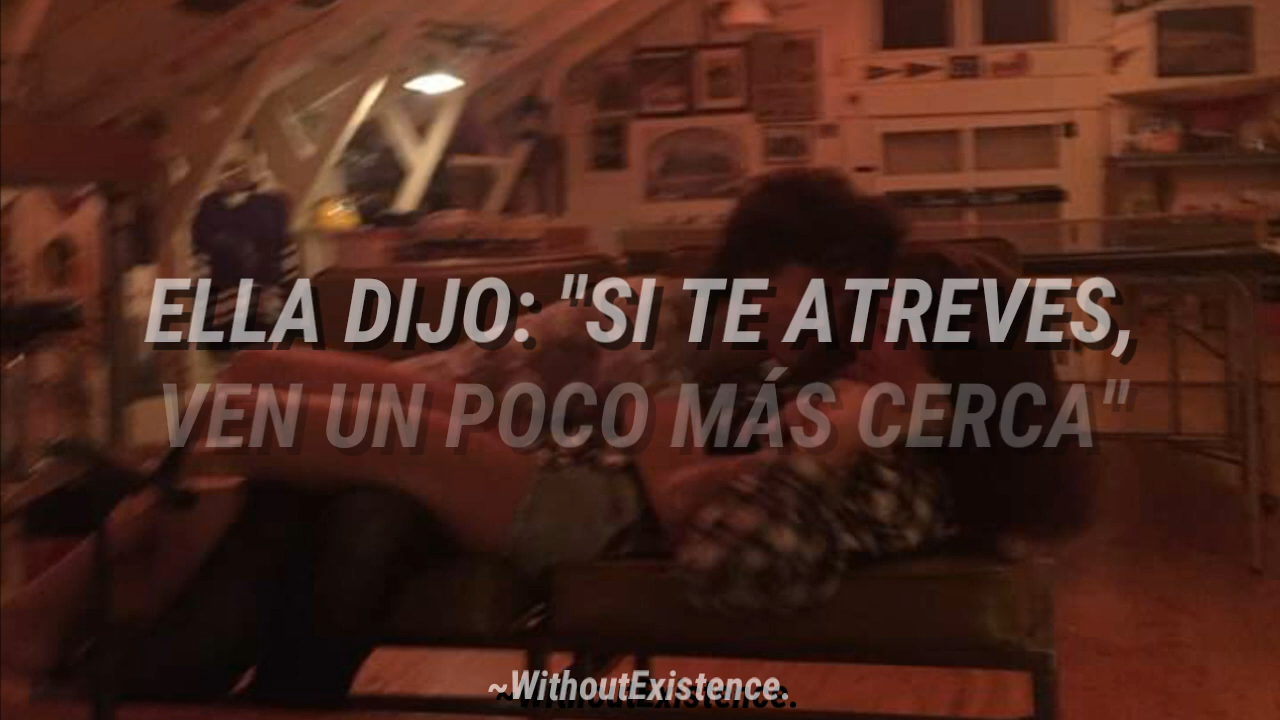 ELLA DIJO: "SI TE ATREVES,
VEN UN POCO MÁS CERCA"
~WithoutExistence.